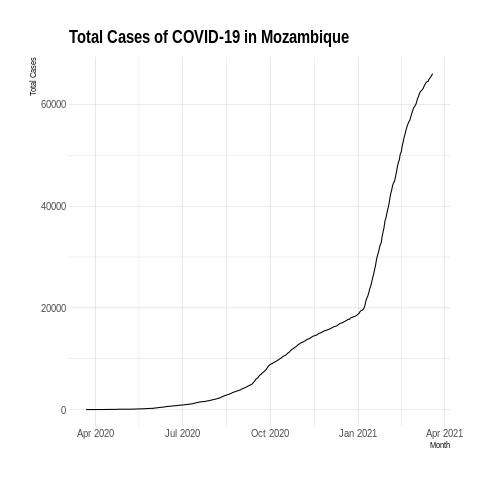 Total Cases of COVID-19 in Mozambique
Total Cases
60000
40000
20000
0
Apr 2020 Jul 2020 Oct 2020 Jan 2021 Apr 2021
Month